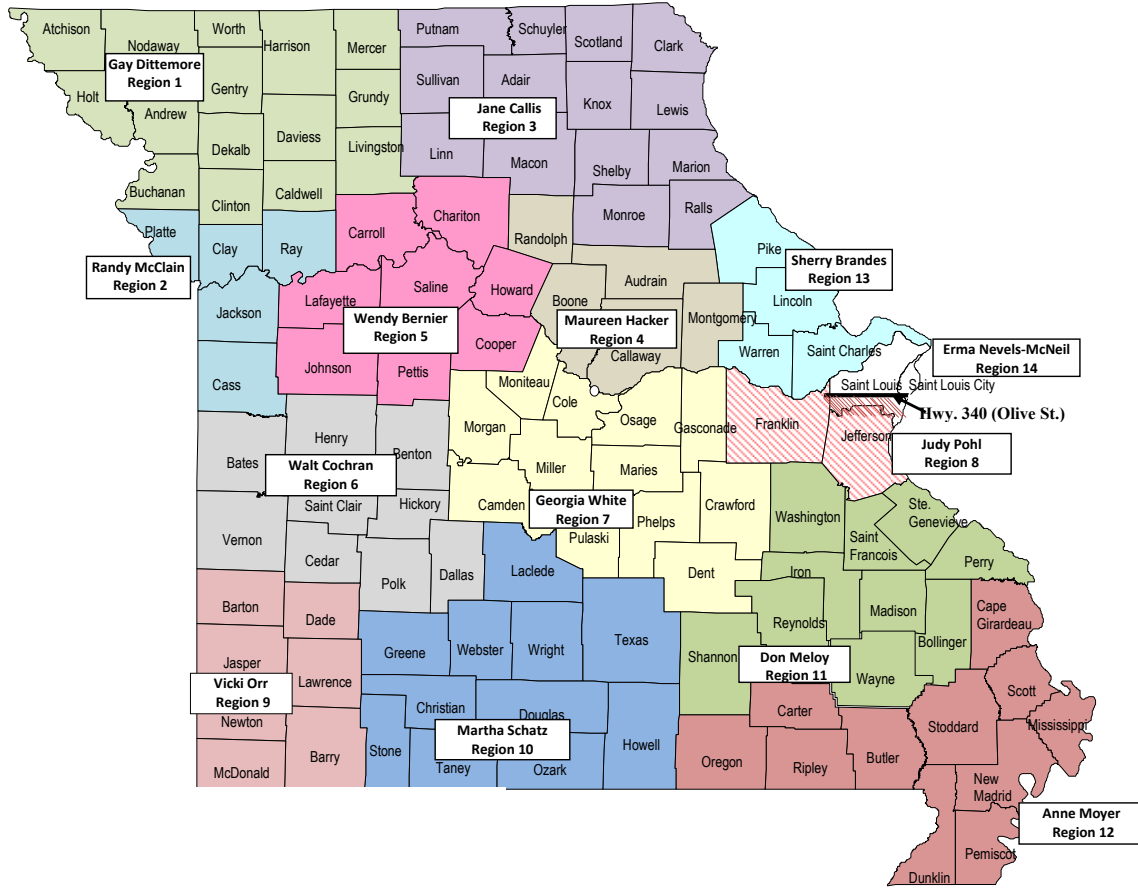 Atchison
Nodaway
Worth
Harrison
Mercer
Putnam
Schuyler
Scotland
Clark
Gay Dittemore
Region 1
Holt
Gentry
Sullivan
Adair
Grundy
Knox
Lewis
Jane Callis
Region 3
Andrew
Daviess
Dekalb
Livingston
Linn
Macon
Shelby
Marion
Buchanan
Clinton
Caldwell
Chariton
Monroe
Ralls
Platte
Clay
Ray
Carroll
Randolph
Pike
Randy McClain
Region 2
Sherry Brandes
Region 13
Audrain
Saline
Howard
Lafayette
Boone
Lincoln
Jackson
Wendy Bernier
Region 5
Maureen Hacker
Region 4
Montgomery
Callaway
Cooper
Warren
Saint Charles
Erma Nevels-McNeil
Region 14
Johnson
Pettis
Cass
Moniteau
Cole
Saint Louis
Saint Louis City
Hwy. 340 (Olive St.)
Morgan
Osage
Gasconade
Franklin
Jefferson
Judy Pohl
Region 8
Henry
Benton
Bates
Miller
Maries
Walt Cochran
Region 6
Saint Clair
Hickory
Camden
Georgia White
Region 7
Crawford
Phelps
Washington
Ste.
Genevieve
Vernon
Pulaski
Saint
Francois
Cedar
Polk
Dallas
Laclede
Dent
Iron
Perry
Barton
Dade
Madison
Cape
Girardeau
Reynolds
Texas
Greene
Webster
Wright
Bollinger
Jasper
Shannon
Don Meloy
Region 11
Wayne
Lawrence
Vicki Orr
Region 9
Scott
Christian
Douglas
Carter
Newton
Stoddard
Mississippi
Martha Schatz
Region 10
Stone
Howell
Barry
Butler
McDonald
Taney
Ozark
Oregon
Ripley
New
Madrid
Anne Moyer
Region 12
Pemiscot
Dunklin